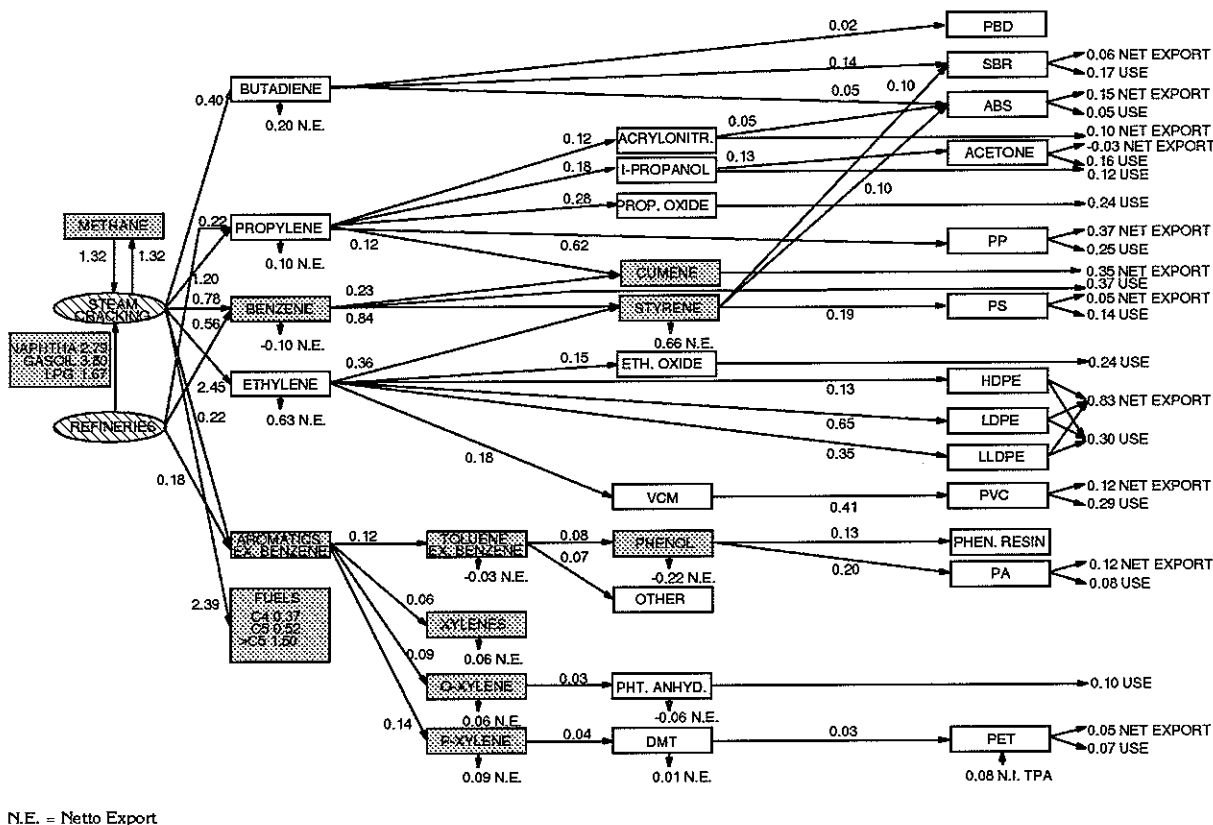 0.02
PBD
0.14
SBR
0.06 NET EXPORT
0.17 USE
0.40
BUTADIENE
0.20 N.E.
0.05
0.10
ABS
0.15 NET EXPORT
0.05 USE
0.12
ACRYLONITR.
0.05
0.10 NET EXPORT
0.18
I-PROPANOL
0.13
ACETONE
-0.03 NET EXPORT
0.16 USE
0.12 USE
0.10
0.28
PROP. OXIDE
0.24 USE
METHANE
1.32
1.32
0.22
PROPYLENE
0.10 N.E.
0.12
0.62
PP
0.37 NET EXPORT
0.25 USE
CUMENE
0.35 NET EXPORT
0.37 USE
STEAM
CRACKING
1.20
0.78
0.56
BENZENE
-0.10 N.E.
0.23
0.84
STYRENE
0.66 N.E.
0.19
PS
0.05 NET EXPORT
0.14 USE
NAPHTHA 2.79
GASOIL
LPG 1.67
0.36
0.15
ETH. OXIDE
0.24 USE
2.45
ETHYLENE
0.63 N.E.
0.13
HDPE
0.83 NET EXPORT
0.22
REFINERIES
0.65
LDPE
0.30 USE
0.35
LLDPE
0.18
0.18
VCM
0.41
PVC
0.12 NET EXPORT
0.29 USE
AROMATICS
EX. BENZENE
0.12
TOLUENE
EX. BENZENE
-0.03 N.E.
0.08
0.07
PHENOL
-0.22 N.E.
0.13
PHEN. RESIN
0.20
PA
0.12 NET EXPORT
0.08 USE
OTHER
2.39
FUELS
C4 0.37
C5 0.52
>C5 1.50
0.06
XYLENES
0.06 N.E.
0.09
O-XYLENE
0.06 N.E.
0.03
PHT. ANHYD.
-0.06 N.E.
0.10 USE
0.14
P-XYLENE
0.09 N.E.
0.04
DMT
0.01 N.E.
0.03
PET
0.08 N.I. TPA
0.05 NET EXPORT
0.07 USE
N.E. = Netto Export